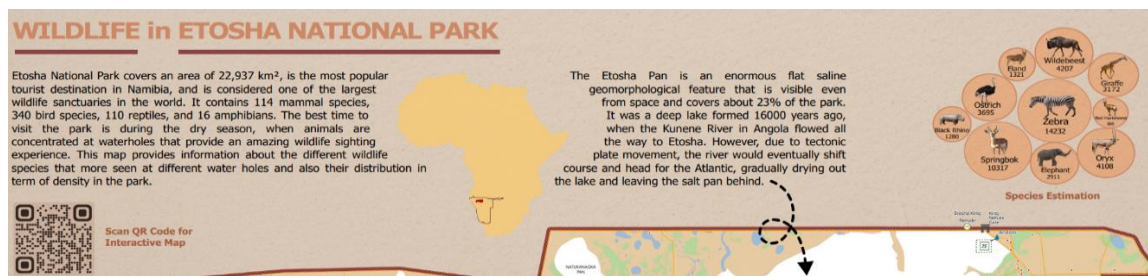 WILDLIFE in ETOSHA NATIONAL PARK
Etosha National Park covers an area of 22,937 km², is the most popular
tourist destination in Namibia, and is considered one of the largest
wildlife sanctuaries in the world. It contains 114 mammal species,
340 bird species, 110 reptiles, and 16 amphibians. The best time to
visit the park is during the dry season, when animals are
concentrated at waterholes that provide an amazing wildlife sighting
experience. This map provides information about the different wildlife
species that more seen at different water holes and also their distribution in
term of density in the park.
Scan QR Code for
Interactive Map
The Etosha Pan is an enormous flat saline
geomorphological feature that is visible even
from space and covers about 23% of the park.
It was a deep lake formed 16000 years ago,
when the Kunene River in Angola flowed all
the way to Etosha. However, due to tectonic
plate movement, the river would eventually shift
course and head for the Atlantic, gradually drying out
the lake and leaving the salt pan behind.
Wildebeest
4207
Eland
1321
Giraffe
3172
Ostrich
3695
Zebra
14232
Black Rhino
1280
Springbok
10317
Elephant
2911
Oryx
4108
Species Estimation